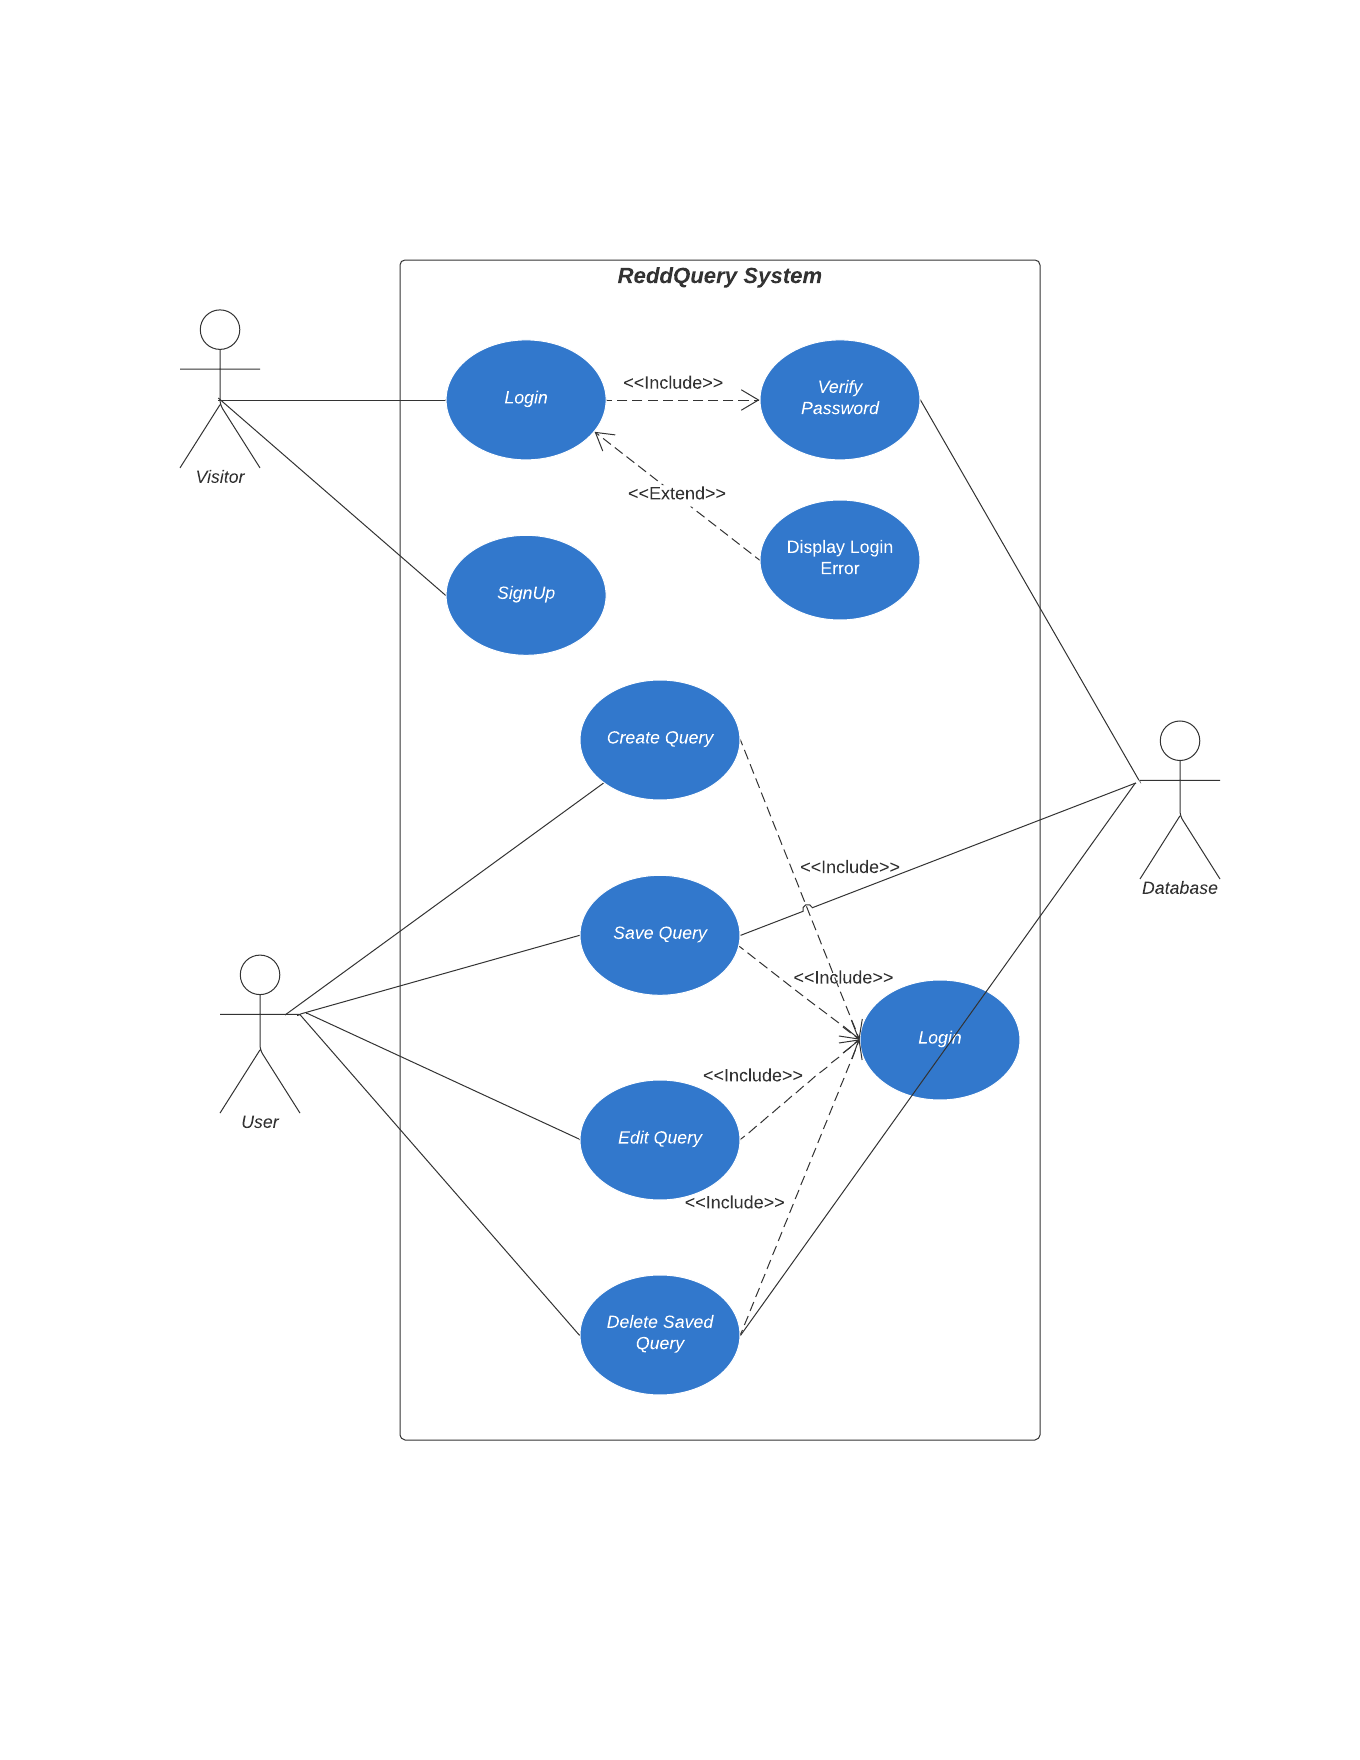 ReddQuery System
Login
<<Include>>
Verify
Password
Visitor
<<Extend>>
Display Login
Error
SignUp
Create Query
<<Include>>
Database
Save Query
<<Include>>
Login
<<Include>>
User
Edit Query
<<Include>>
Delete Saved
Query